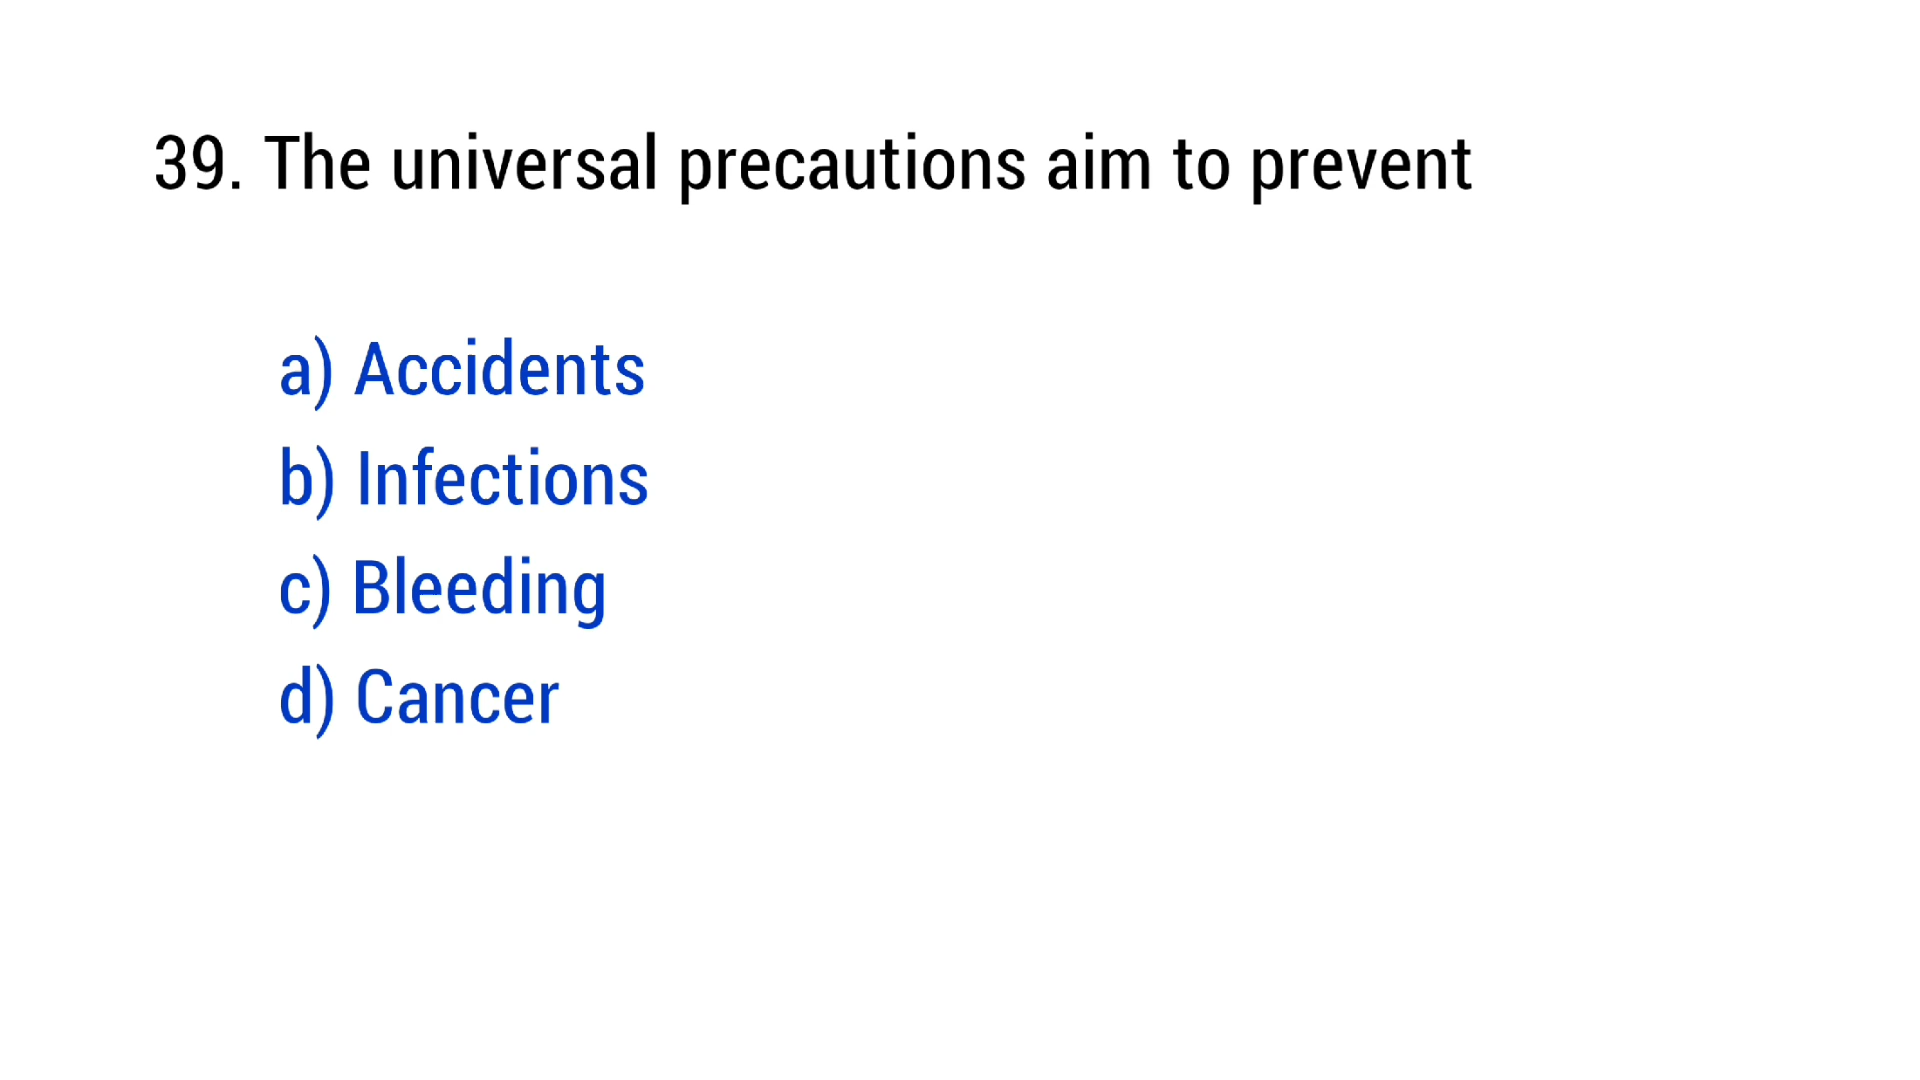 39. The universal precautions aim to prevent
a) Accidents
b) Infections
c) Bleeding
d) Cancer